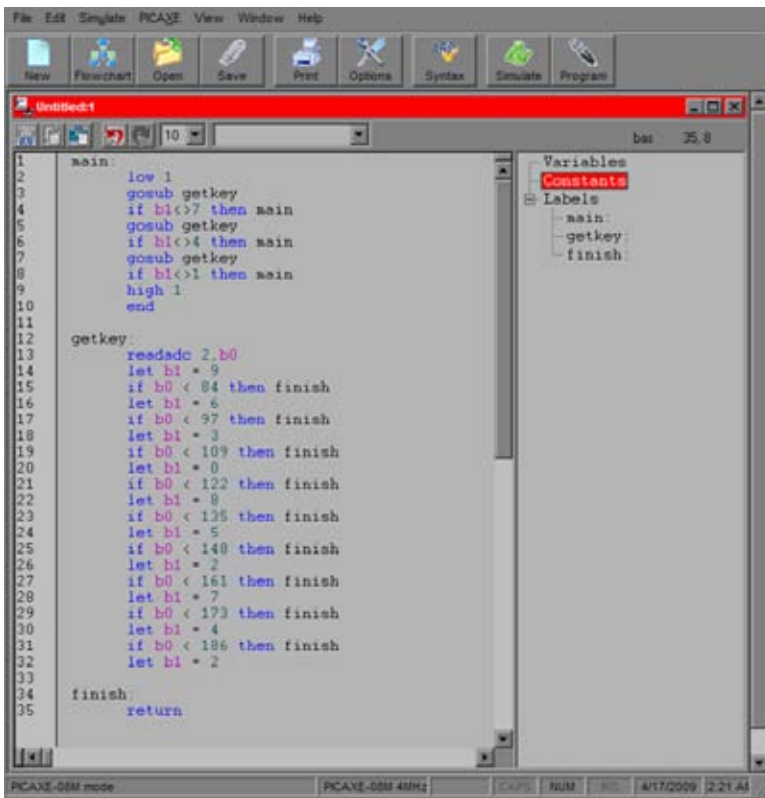 File Edit Simulate PICAXE View Window Help
New Flowchart Open Save Print Options Syntax Simulate Program
Untitled:1
10
bas 35, 8
1 main:
2 low 1
3 gosub getkey
4 if b1<>7 then main
5 gosub getkey
6 if b1<>4 then main
7 gosub getkey
8 if b1<>1 then main
9 high 1
10 end
11
12 getkey:
13 readadc 2,b0
14 let b1 = 9
15 if b0 < 84 then finish
16 let b1 = 6
17 if b0 < 97 then finish
18 let b1 = 3
19 if b0 < 109 then finish
20 let b1 = 0
21 if b0 < 122 then finish
22 let b1 = 8
23 if b0 < 135 then finish
24 let b1 = 5
25 if b0 < 148 then finish
26 let b1 = 2
27 if b0 < 161 then finish
28 let b1 = 7
29 if b0 < 173 then finish
30 let b1 = 4
31 if b0 < 186 then finish
32 let b1 = 2
33
34 finish:
35 return
Variables
Constants
Labels
main:
getkey:
finish:
PICAXE-08M mode PICAXE-08M 4MHz CAPS NUM 4/17/2009 2:21 AM